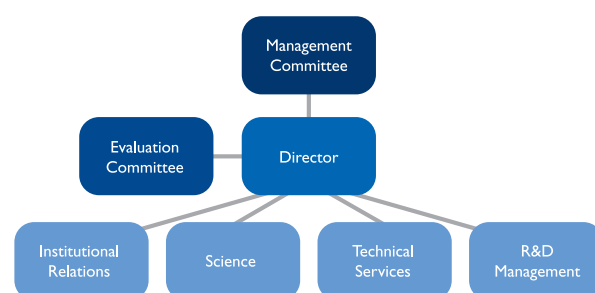 Management
Committee
Evaluation
Committee
Director
Institutional
Relations
Science
Technical
Services
R&D
Management